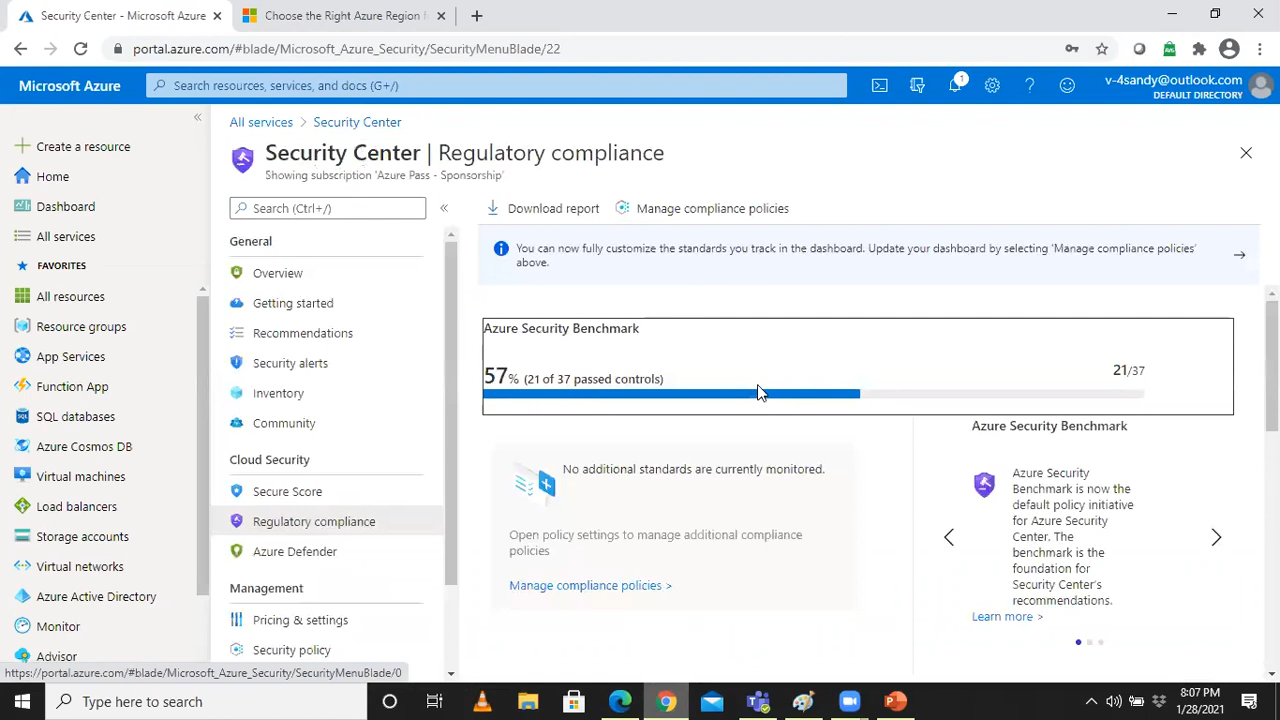 Security Center - Microsoft Azure
Choose the Right Azure Region f
portal.azure.com/#blade/Microsoft_Azure_Security/SecurityMenuBlade/22
Microsoft Azure
Search resources, services, and docs (G+/)
1
v-4sandy@outlook.com
DEFAULT DIRECTORY
Create a resource
Home
Dashboard
All services
FAVORITES
All resources
Resource groups
App Services
Function App
SQL databases
Azure Cosmos DB
Virtual machines
Load balancers
Storage accounts
Virtual networks
Azure Active Directory
Monitor
Advisor
All services > Security Center
Security Center | Regulatory compliance
Showing subscription 'Azure Pass - Sponsorship'
Search (Ctrl+/)
General
Overview
Getting started
Recommendations
Security alerts
Inventory
Community
Cloud Security
Secure Score
Regulatory compliance
Azure Defender
Management
Pricing & settings
Security policy
Download report
Manage compliance policies
You can now fully customize the standards you track in the dashboard. Update your dashboard by selecting 'Manage compliance policies'
above.
Azure Security Benchmark
57% (21 of 37 passed controls)
21/37
No additional standards are currently monitored.
Open policy settings to manage additional compliance
policies
Manage compliance policies >
Azure Security Benchmark
Azure Security
Benchmark is now the
default policy initiative
for Azure Security
Center. The
benchmark is the
foundation for
Security Center's
recommendations.
Learn more >
https://portal.azure.com/#blade/Microsoft_Azure_Security/SecurityMenuBlade/0
Type here to search
8:07 PM
1/28/2021